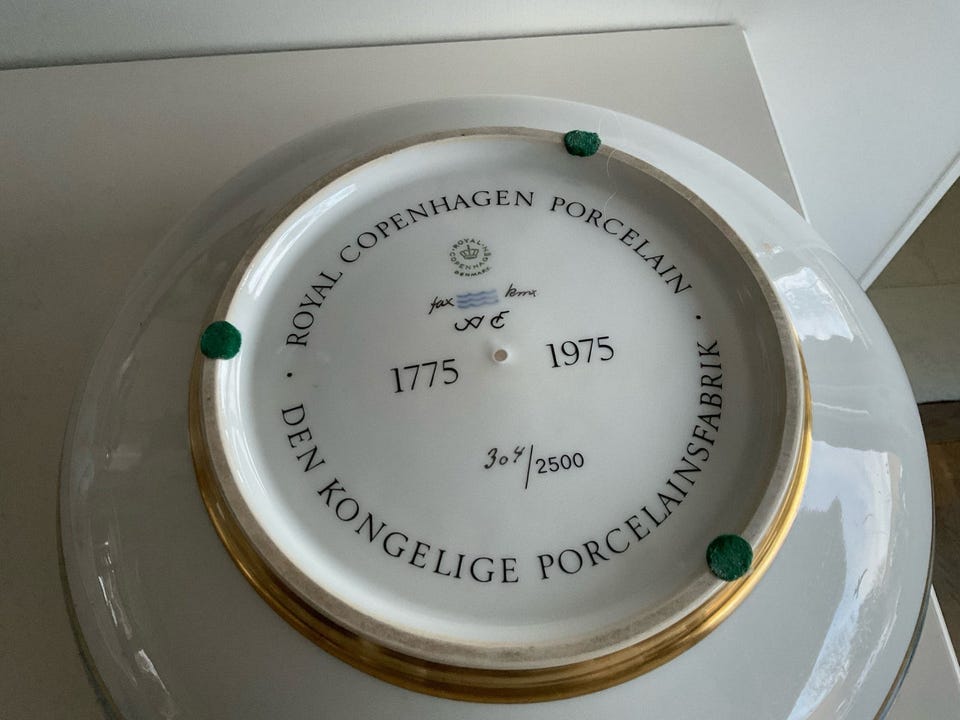 ROYAL COPENHAGEN PORCELAIN
ROYAL COPENHAGEN
DENMARK
1775 1975
304/2500
DEN KONGELIGE PORCELAINSFABRIK